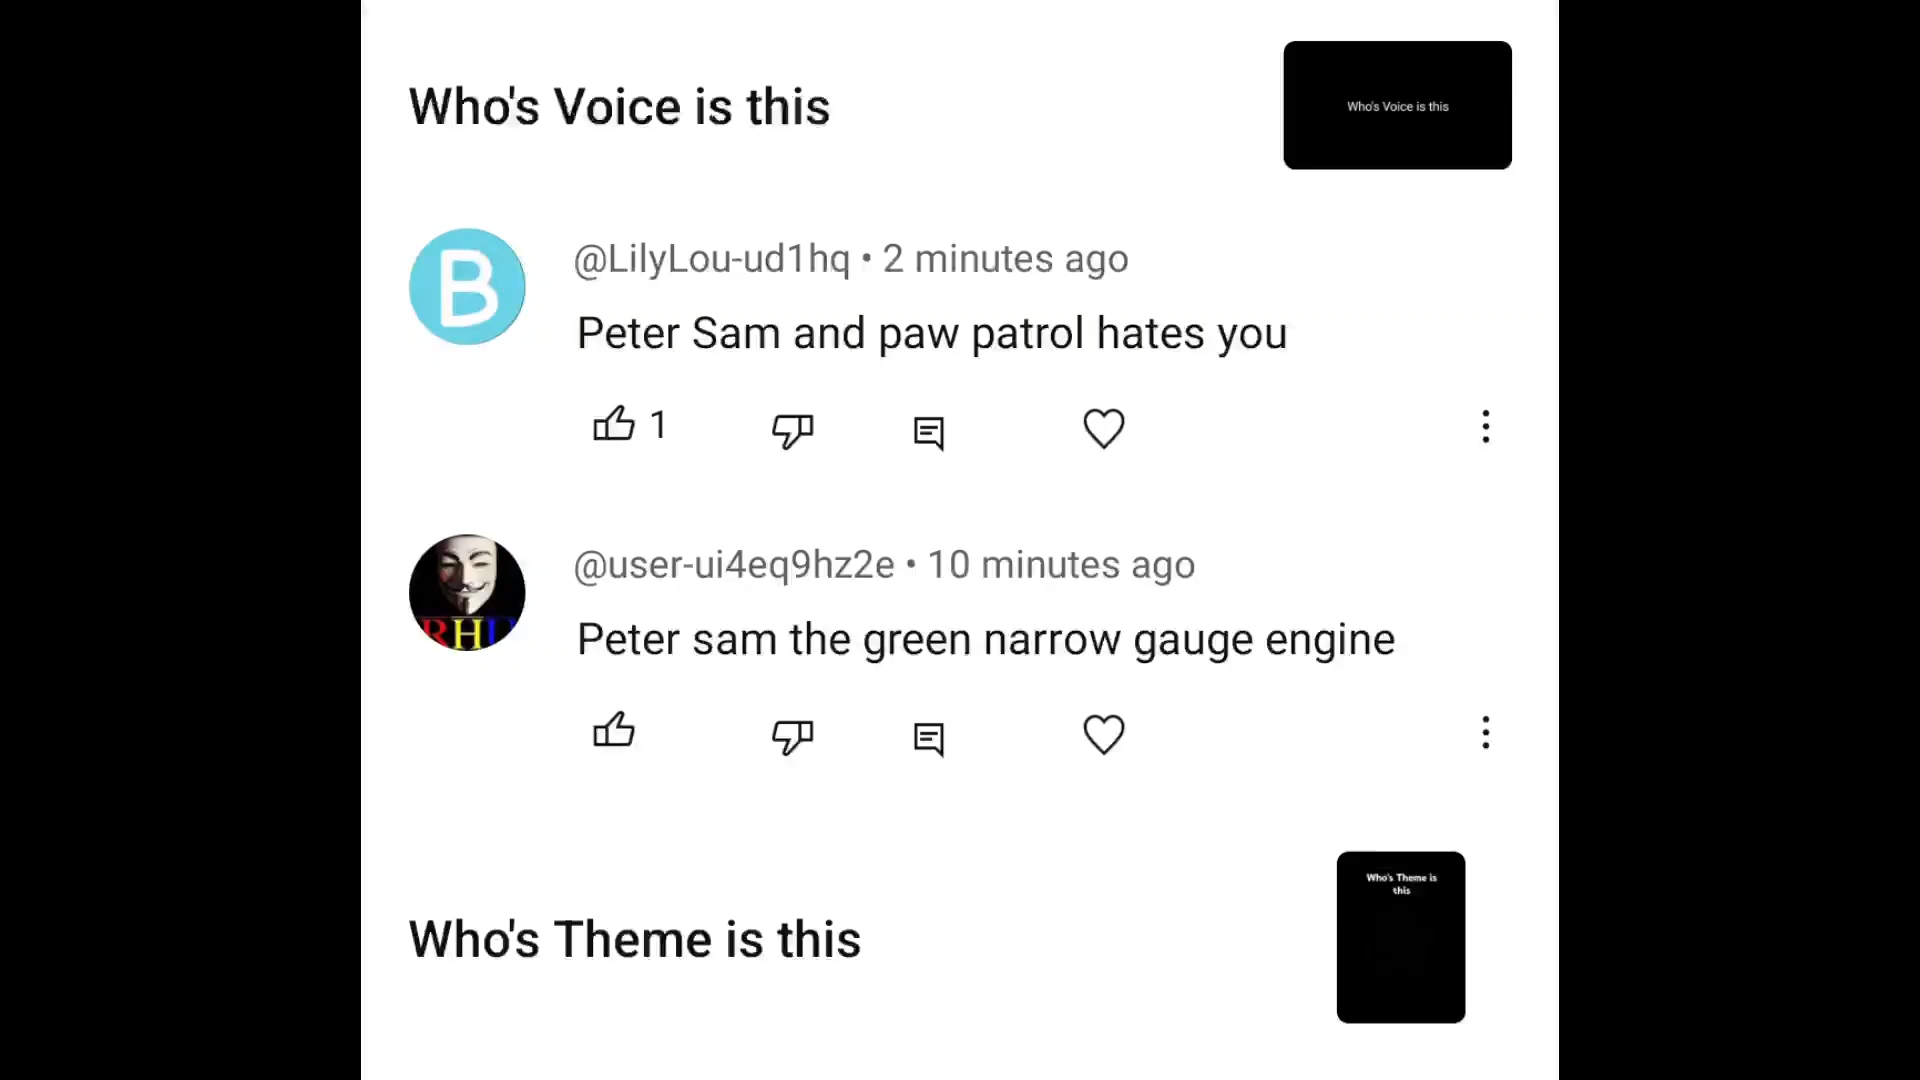 Who's Voice is this
Who's Voice is this
@LilyLou-ud1hq • 2 minutes ago
B
Peter Sam and paw patrol hates you
1
@user-ui4eq9hz2e • 10 minutes ago
RHU
Peter sam the green narrow gauge engine
Who's Theme is
this
Who's Theme is this